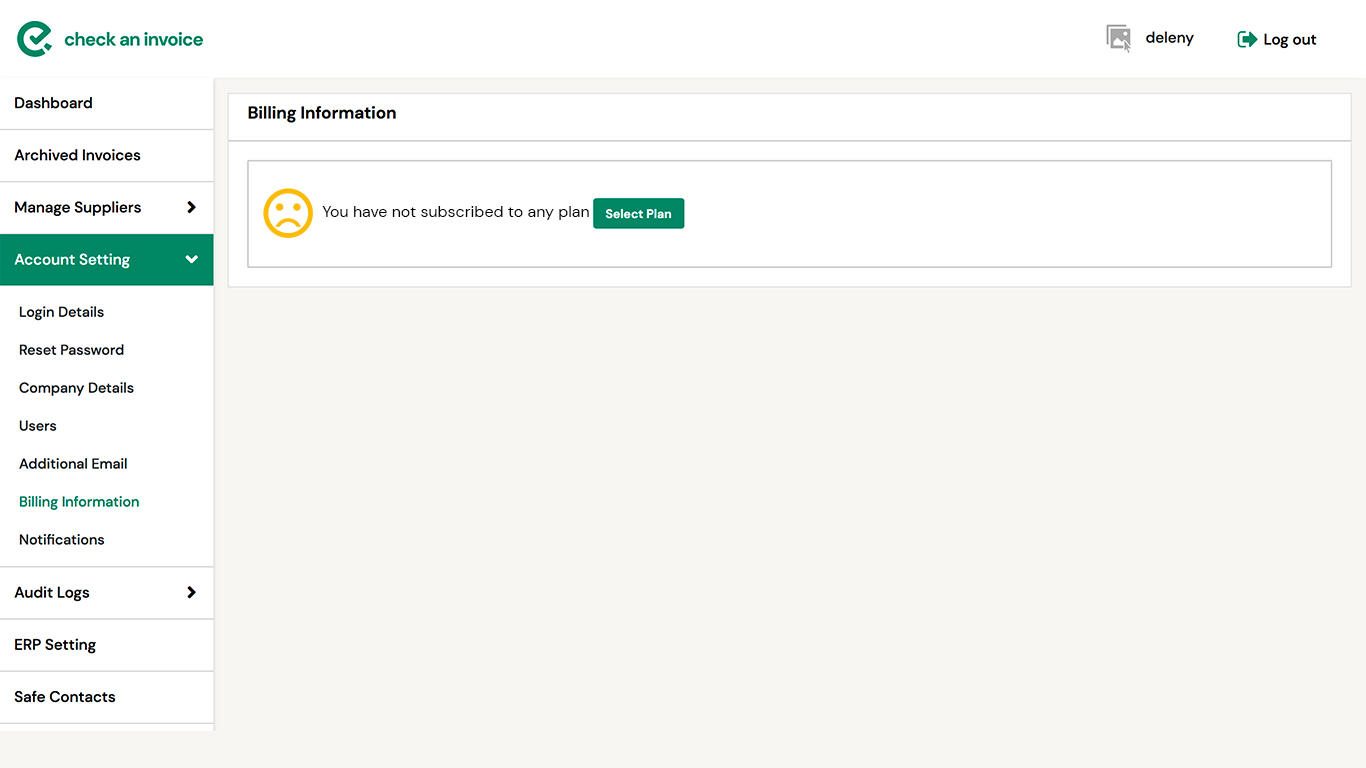 check an invoice
deleny
Log out
Dashboard
Archived Invoices
Manage Suppliers
Account Setting
Login Details
Reset Password
Company Details
Users
Additional Email
Billing Information
Notifications
Audit Logs
ERP Setting
Safe Contacts
Billing Information
You have not subscribed to any plan Select Plan